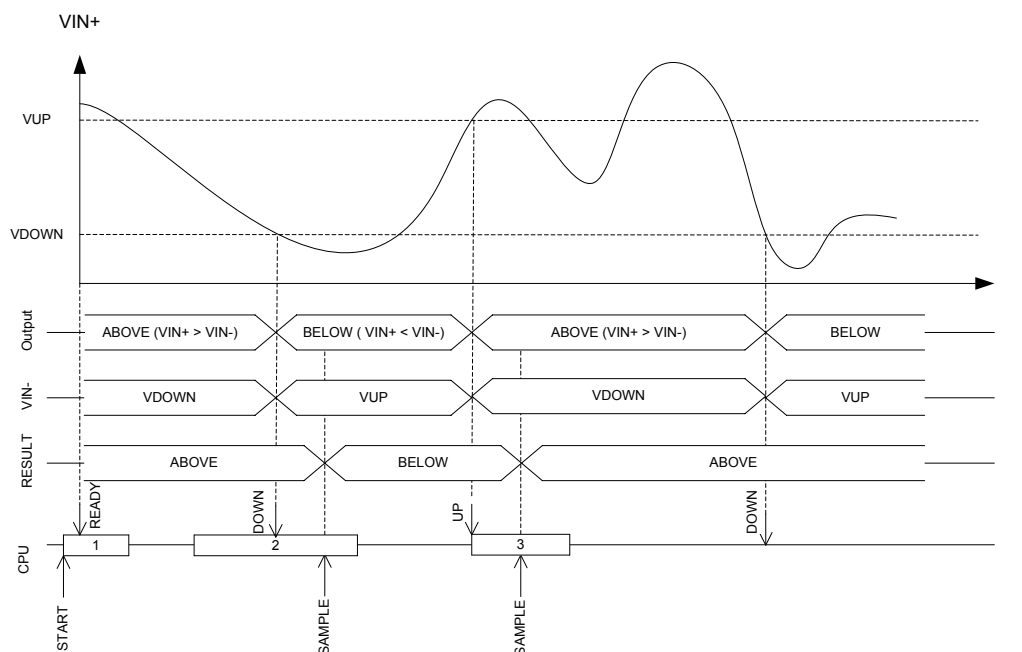 VIN+
VUP
VDOWN
Output
ABOVE (VIN+ > VIN-)
BELOW ( VIN+ < VIN-)
ABOVE (VIN+ > VIN-)
BELOW
VIN-
VDOWN
VUP
VDOWN
VUP
RESULT
ABOVE
BELOW
ABOVE
READY
DOWN
UP
DOWN
CPU
1
2
3
START
SAMPLE
SAMPLE